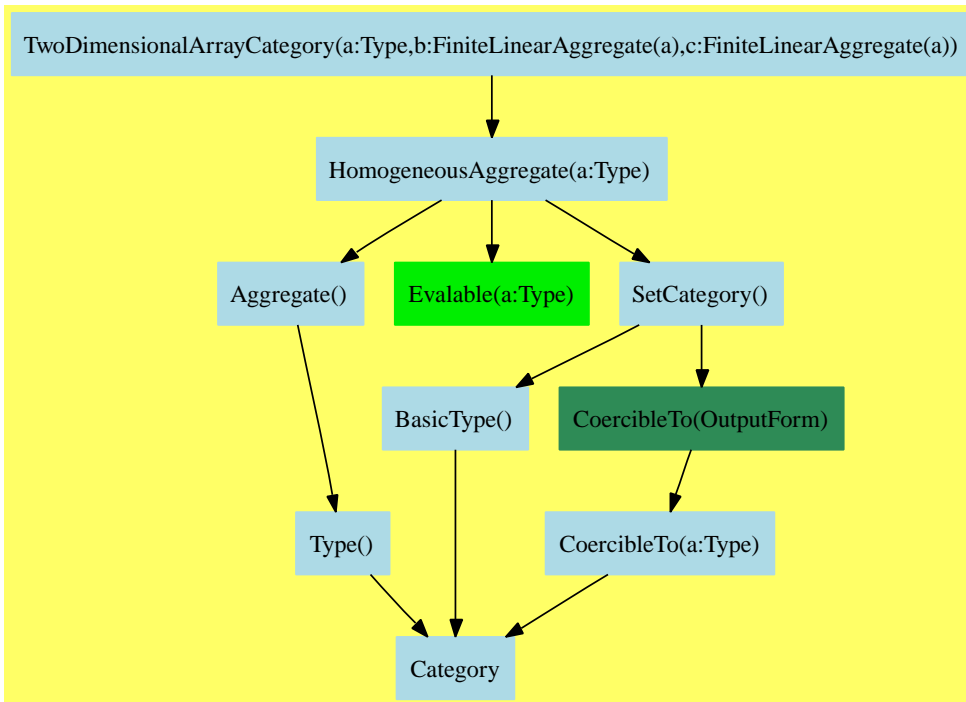 TwoDimensionalArrayCategory(a:Type,b:FiniteLinearAggregate(a),c:FiniteLinearAggregate(a))
HomogeneousAggregate(a:Type)
Aggregate()
Evalable(a:Type)
SetCategory()
BasicType()
CoercibleTo(OutputForm)
Type()
CoercibleTo(a:Type)
Category